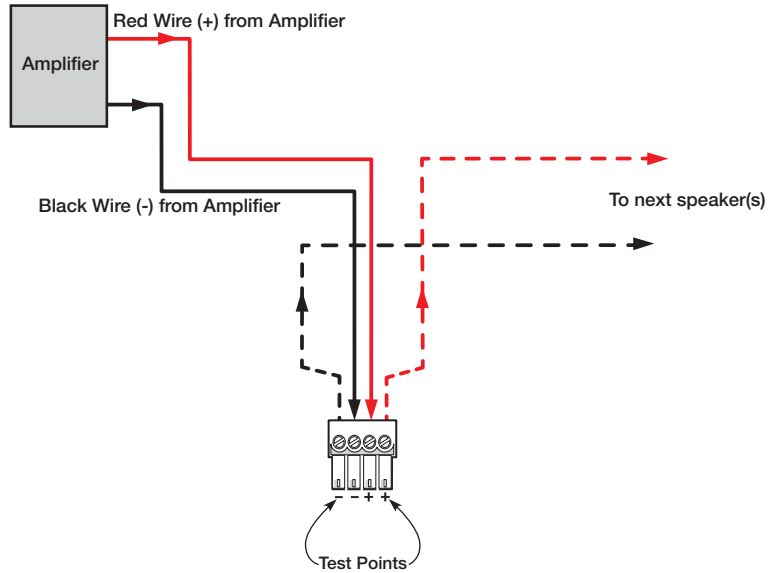 Red Wire (+) from Amplifier
Amplifier
Black Wire (-) from Amplifier
To next speaker(s)
− − + +
Test Points